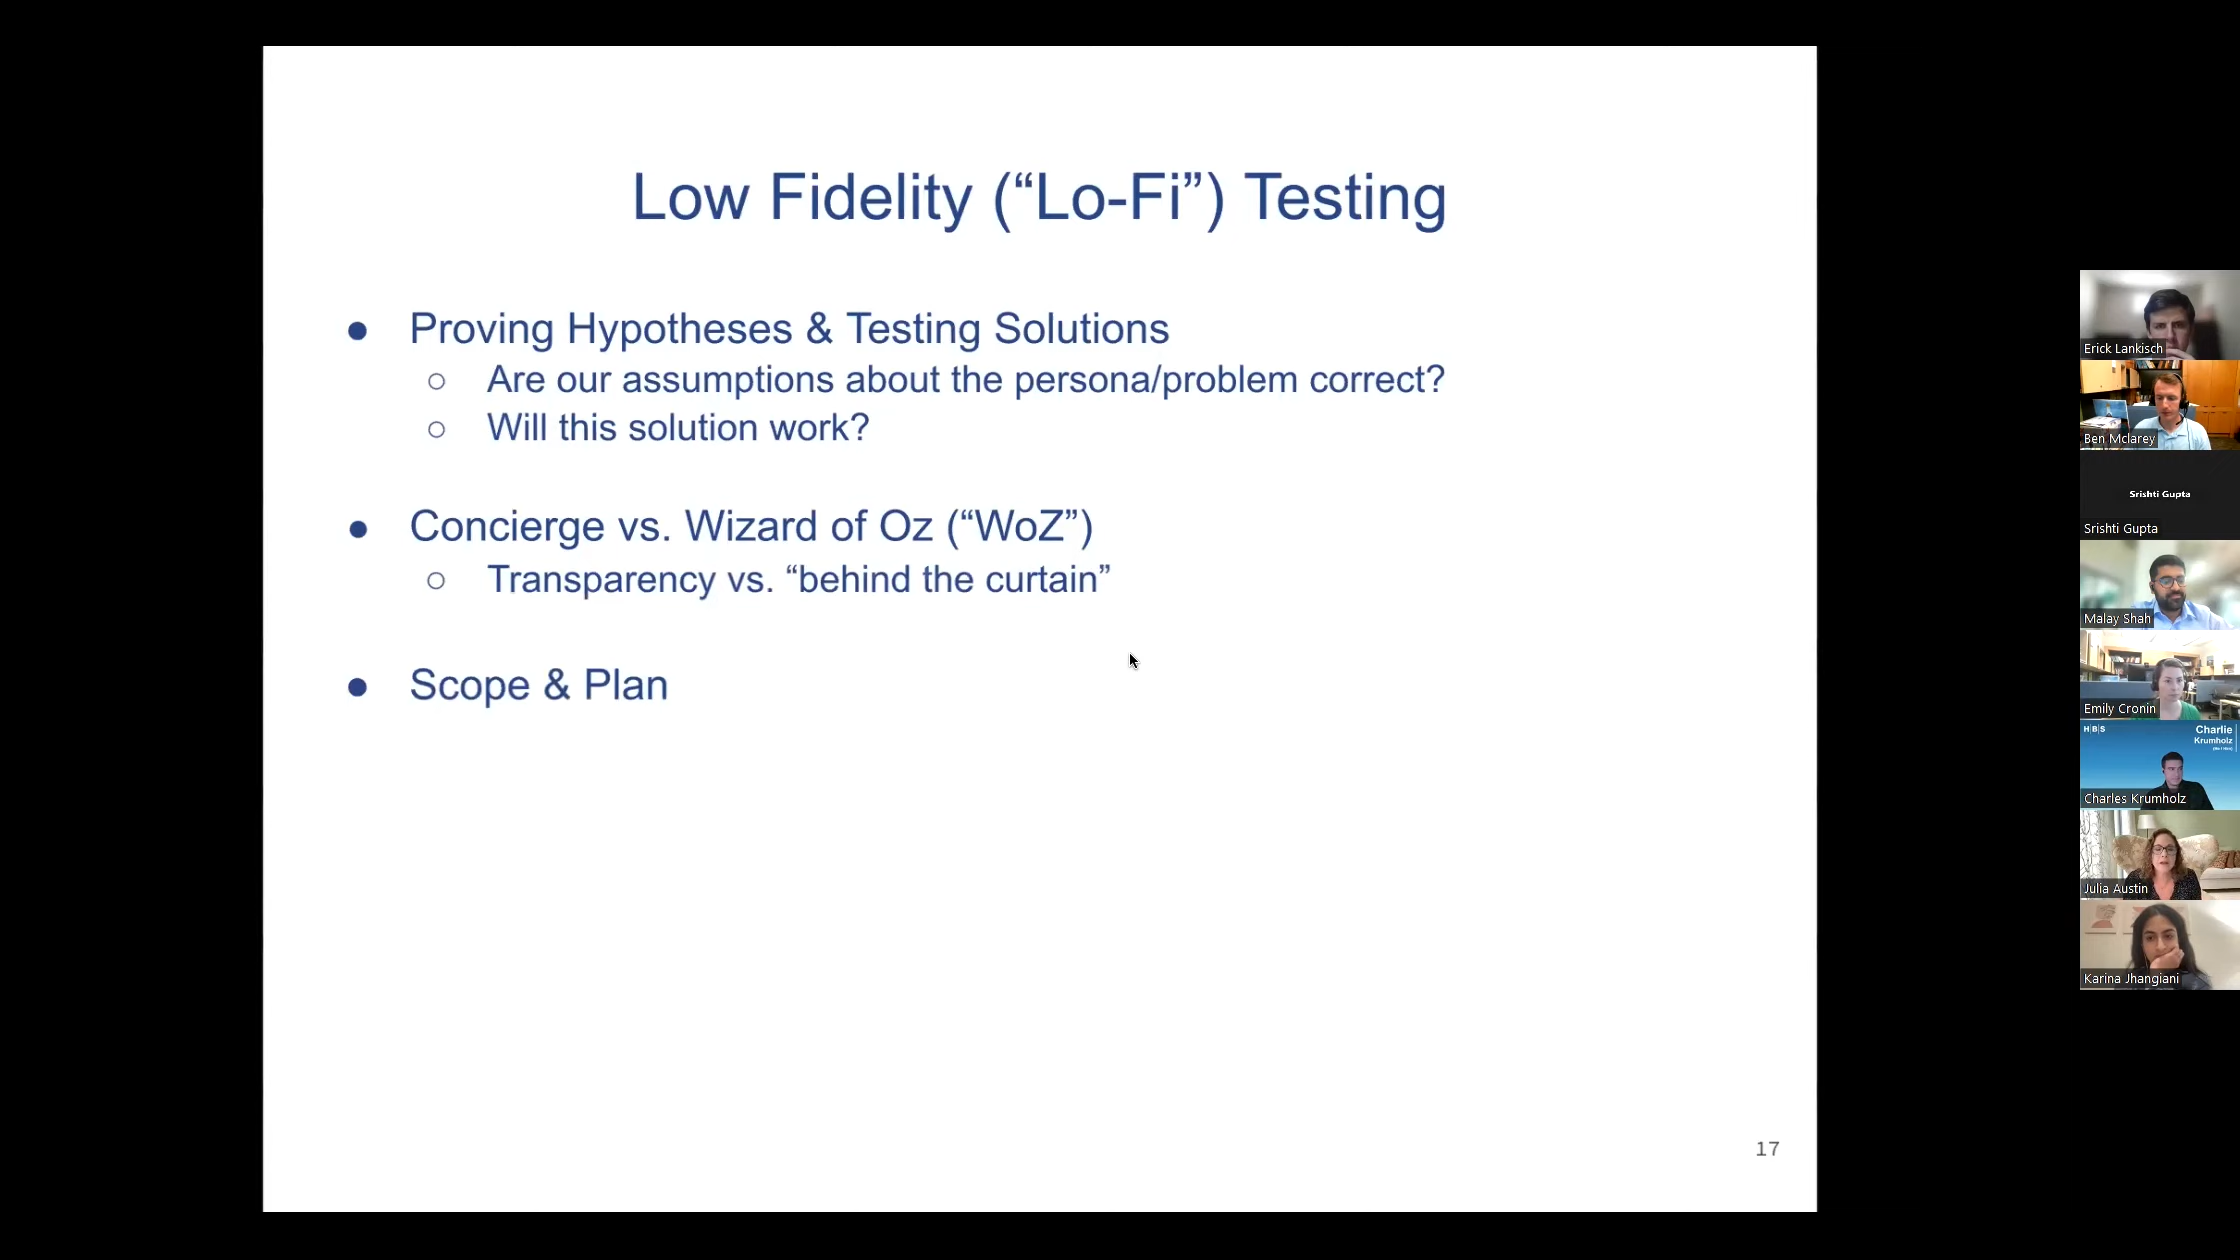 Low Fidelity (“Lo-Fi”) Testing
● Proving Hypotheses & Testing Solutions
○ Are our assumptions about the persona/problem correct?
○ Will this solution work?
● Concierge vs. Wizard of Oz (“WoZ”)
○ Transparency vs. “behind the curtain”
● Scope & Plan
17
Erick Lankisch
Ben Mclarey
Srishti Gupta
Srishti Gupta
Malay Shah
Emily Cronin
H|B|S
Charlie
Krumholz
Charles Krumholz
Julia Austin
Karina Jhangiani